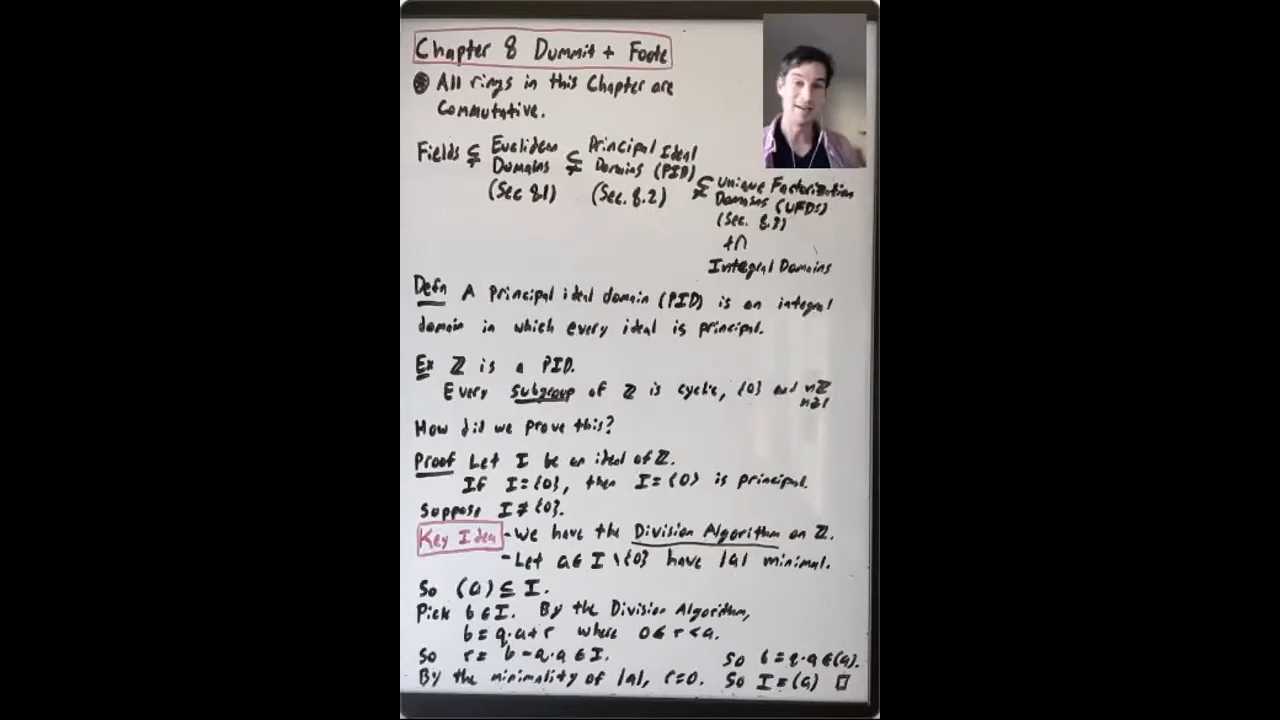 Chapter 8 Dummit + Foote
All rings in this Chapter are
Commutative.
Fields ⊊ Euclidean Domains (Sec 8.1) ⊊ Principal Ideal Domains (PID) (Sec. 8.2) ⊊ Unique Factorization
Domains (UFDs)
(Sec. 8.3)
≠∩
Integral Domains
Defn A principal ideal domain (PID) is an integral
domain in which every ideal is principal.
Ex ℤ is a PID.
Every subgroup of ℤ is cyclic, {0} and nℤ
n≥1
How did we prove this?
Proof Let I be an ideal of ℤ.
If I={0}, then I=(0) is principal.
Suppose I≠{0}.
Key Idea - We have the Division Algorithm on ℤ.
- Let a∈I\{0} have |a| minimal.
So (a)⊆I.
Pick b∈I. By the Division Algorithm,
b=q·a+r where 0≤r<a.
So r=b-q·a∈I. So b=q·a∈(a).
By the minimality of |a|, r=0. So I=(a) □